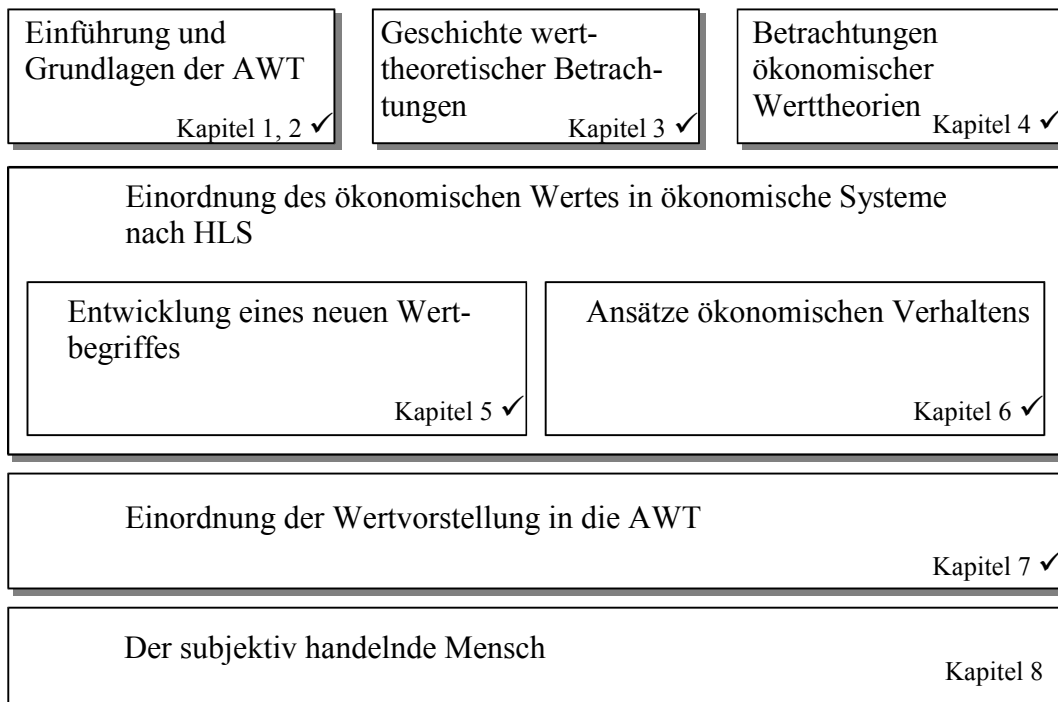 Einführung und
Grundlagen der AWT
Kapitel 1, 2 ✓
Geschichte wert-
theoretischer Betrach-
tungen
Kapitel 3 ✓
Betrachtungen
ökonomischer
Werttheorien
Kapitel 4 ✓
Einordnung des ökonomischen Wertes in ökonomische Systeme
nach HLS
Entwicklung eines neuen Wert-
begriffes
Kapitel 5 ✓
Ansätze ökonomischen Verhaltens
Kapitel 6 ✓
Einordnung der Wertvorstellung in die AWT
Kapitel 7 ✓
Der subjektiv handelnde Mensch
Kapitel 8